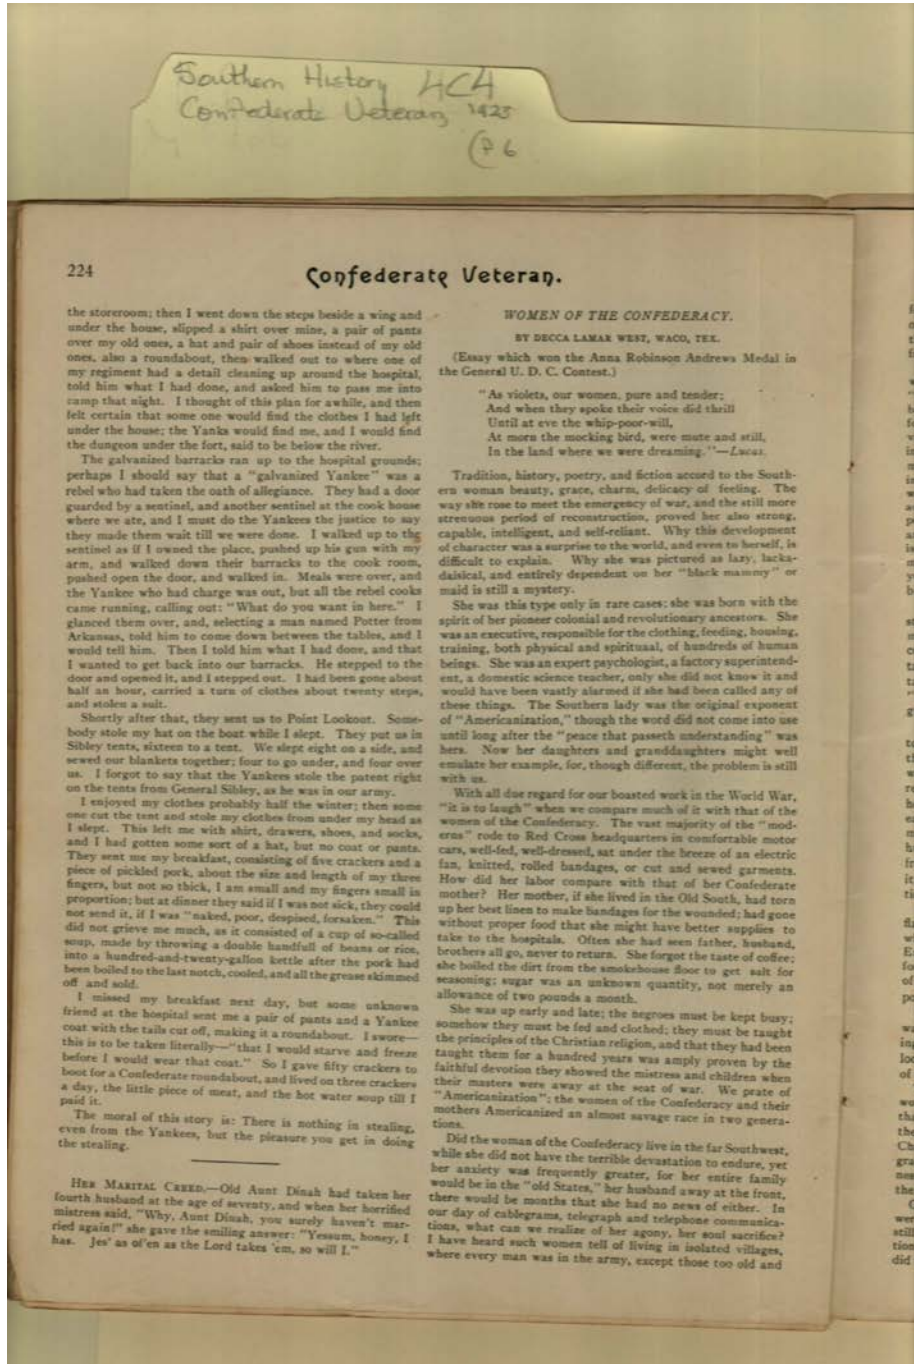 Southern History 4C4
Confederate Veteran, 1925
(P 6
224
Confederate Veteran.
the storeroom; then I went down the steps beside a wing and
under the house, slipped a shirt over mine, a pair of pants
over my old ones, a hat and pair of shoes instead of my old
ones, also a roundabout, then walked out to where one of
my regiment had a detail cleaning up around the hospital,
told him what I had done, and asked him to pass me into
camp that night. I thought of this plan for awhile, and then
felt certain that some one would find the clothes I had left
under the house; the Yanks would find me, and I would find
the dungeon under the fort, said to be below the river.
The galvanized barracks ran up to the hospital grounds;
perhaps I should say that a "galvanized Yankee" was a
rebel who had taken the oath of allegiance. They had a door
guarded by a sentinel, and another sentinel at the cook house
where we ate, and I must do the Yankees the justice to say
they made them wait till we were done. I walked up to the
sentinel as if I owned the place, pushed up his gun with my
arm, and walked down their barracks to the cook room,
pushed open the door, and walked in. Meals were over, and
the Yankee who had charge was out, but all the rebel cooks
came running, calling out: "What do you want in here." I
glanced them over, and, selecting a man named Potter from
Arkansas, told him to come down between the tables, and I
would tell him. Then I told him what I had done, and that
I wanted to get back into our barracks. He stepped to the
door and opened it, and I stepped out. I had been gone about
half an hour, carried a turn of clothes about twenty steps,
and stolen a suit.
Shortly after that, they sent us to Point Lookout. Some-
body stole my hat on the boat while I slept. They put us in
Sibley tents, sixteen to a tent. We slept eight on a side, and
sewed our blankets together; four to go under, and four over
us. I forgot to say that the Yankees stole the patent right
on the tents from General Sibley, as he was in our army.
I enjoyed my clothes probably half the winter; then some
one cut the tent and stole my clothes from under my head as
I slept. This left me with shirt, drawers, shoes, and socks,
and I had gotten some sort of a hat, but no coat or pants.
They sent me my breakfast, consisting of five crackers and a
piece of pickled pork, about the size and length of my three
fingers, but not so thick, I am small and my fingers small in
proportion; but at dinner they said if I was not sick, they could
not send it, if I was "naked, poor, despised, forsaken." This
did not grieve me much, as it consisted of a cup of so-called
soup, made by throwing a double handfull of beans or rice,
into a hundred-and-twenty-gallon kettle after the pork had
been boiled to the last notch, cooled, and all the grease skimmed
off and sold.
I missed my breakfast next day, but some unknown
friend at the hospital sent me a pair of pants and a Yankee
coat with the tails cut off, making it a roundabout. I swore—
this is to be taken literally—"that I would starve and freeze
before I would wear that coat." So I gave fifty crackers to
boot for a Confederate roundabout, and lived on three crackers
a day, the little piece of meat, and the hot water soup till I
paid it.
The moral of this story is: There is nothing in stealing,
even from the Yankees, but the pleasure you get in doing
the stealing.
HER MARITAL CREED.—Old Aunt Dinah had taken her
fourth husband at the age of seventy, and when her horrified
mistress said, "Why, Aunt Dinah, you surely haven't mar-
ried again!" she gave the smiling answer: "Yessum, honey, I
has. Jes' as of'en as the Lord takes 'em, so will I."
WOMEN OF THE CONFEDERACY.
BY DECCA LAMAR WEST, WACO, TEX.
(Essay which won the Anna Robinson Andrews Medal in
the General U. D. C. Contest.)
"As violets, our women, pure and tender;
And when they spoke their voice did thrill
Until at eve the whip-poor-will,
At morn the mocking bird, were mute and still,
In the land where we were dreaming."—Lucas.
Tradition, history, poetry, and fiction accord to the South-
ern woman beauty, grace, charm, delicacy of feeling. The
way she rose to meet the emergency of war, and the still more
strenuous period of reconstruction, proved her also strong,
capable, intelligent, and self-reliant. Why this development
of character was a surprise to the world, and even to herself, is
difficult to explain. Why she was pictured as lazy, lacka-
daisical, and entirely dependent on her "black mammy" or
maid is still a mystery.
She was this type only in rare cases; she was born with the
spirit of her pioneer colonial and revolutionary ancestors. She
was an executive, responsible for the clothing, feeding, housing,
training, both physical and spirituaal, of hundreds of human
beings. She was an expert psychologist, a factory superintend-
ent, a domestic science teacher, only she did not know it and
would have been vastly alarmed if she had been called any of
these things. The Southern lady was the original exponent
of "Americanization," though the word did not come into use
until long after the "peace that passeth understanding" was
hers. Now her daughters and granddaughters might well
emulate her example, for, though different, the problem is still
with us.
With all due regard for our boasted work in the World War,
"it is to laugh" when we compare much of it with that of the
women of the Confederacy. The vast majority of the "mod-
erns" rode to Red Cross headquarters in comfortable motor
cars, well-fed, well-dressed, sat under the breeze of an electric
fan, knitted, rolled bandages, or cut and sewed garments.
How did her labor compare with that of her Confederate
mother? Her mother, if she lived in the Old South, had torn
up her best linen to make bandages for the wounded; had gone
without proper food that she might have better supplies to
take to the hospitals. Often she had seen father, husband,
brothers all go, never to return. She forgot the taste of coffee;
she boiled the dirt from the smokehouse floor to get salt for
seasoning; sugar was an unknown quantity, not merely an
allowance of two pounds a month.
She was up early and late; the negroes must be kept busy;
somehow they must be fed and clothed; they must be taught
the principles of the Christian religion, and that they had been
taught them for a hundred years was amply proven by the
faithful devotion they showed the mistress and children when
their masters were away at the seat of war. We prate of
"Americanization"; the women of the Confederacy and their
mothers Americanized an almost savage race in two genera-
tions.
Did the woman of the Confederacy live in the far Southwest,
while she did not have the terrible devastation to endure, yet
her anxiety was frequently greater, for her entire family
would be in the "old States," her husband away at the front,
there would be months that she had no news of either. In
our day of cablegrams, telegraph and telephone communica-
tions, what can we realize of her agony, her soul sacrifice?
I have heard such women tell of living in isolated villages,
where every man was in the army, except those too old and